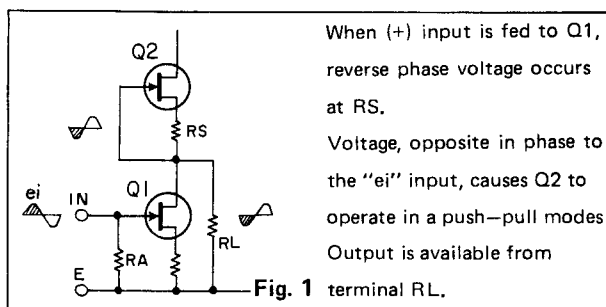 Q2
RS
Q1
ei
IN
RA
RL
E
Fig. 1
When (+) input is fed to Q1,
reverse phase voltage occurs
at RS.
Voltage, opposite in phase to
the "ei" input, causes Q2 to
operate in a push—pull modes
Output is available from
terminal RL.